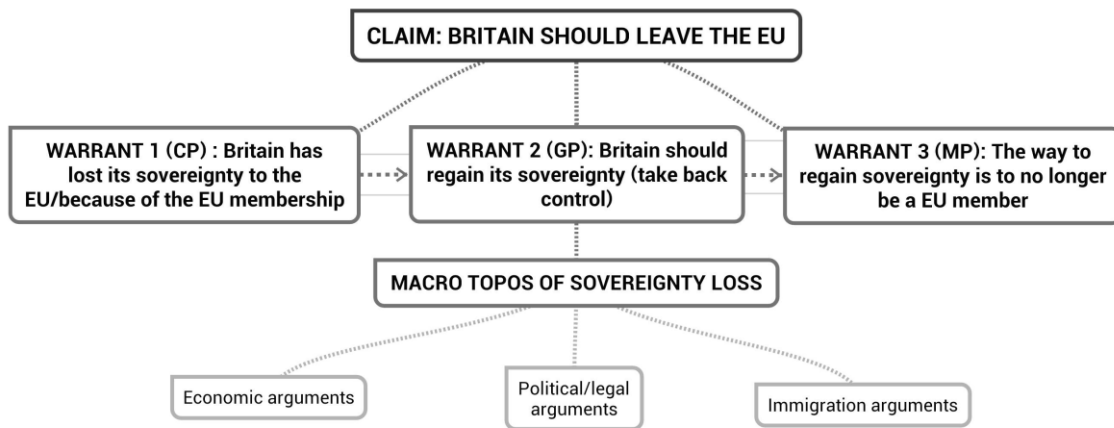 CLAIM: BRITAIN SHOULD LEAVE THE EU
WARRANT 1 (CP) : Britain has
lost its sovereignty to the
EU/because of the EU membership
WARRANT 2 (GP): Britain should
regain its sovereignty (take back
control)
WARRANT 3 (MP): The way to
regain sovereignty is to no longer
be a EU member
MACRO TOPOS OF SOVEREIGNTY LOSS
Economic arguments
Political/legal
arguments
Immigration arguments